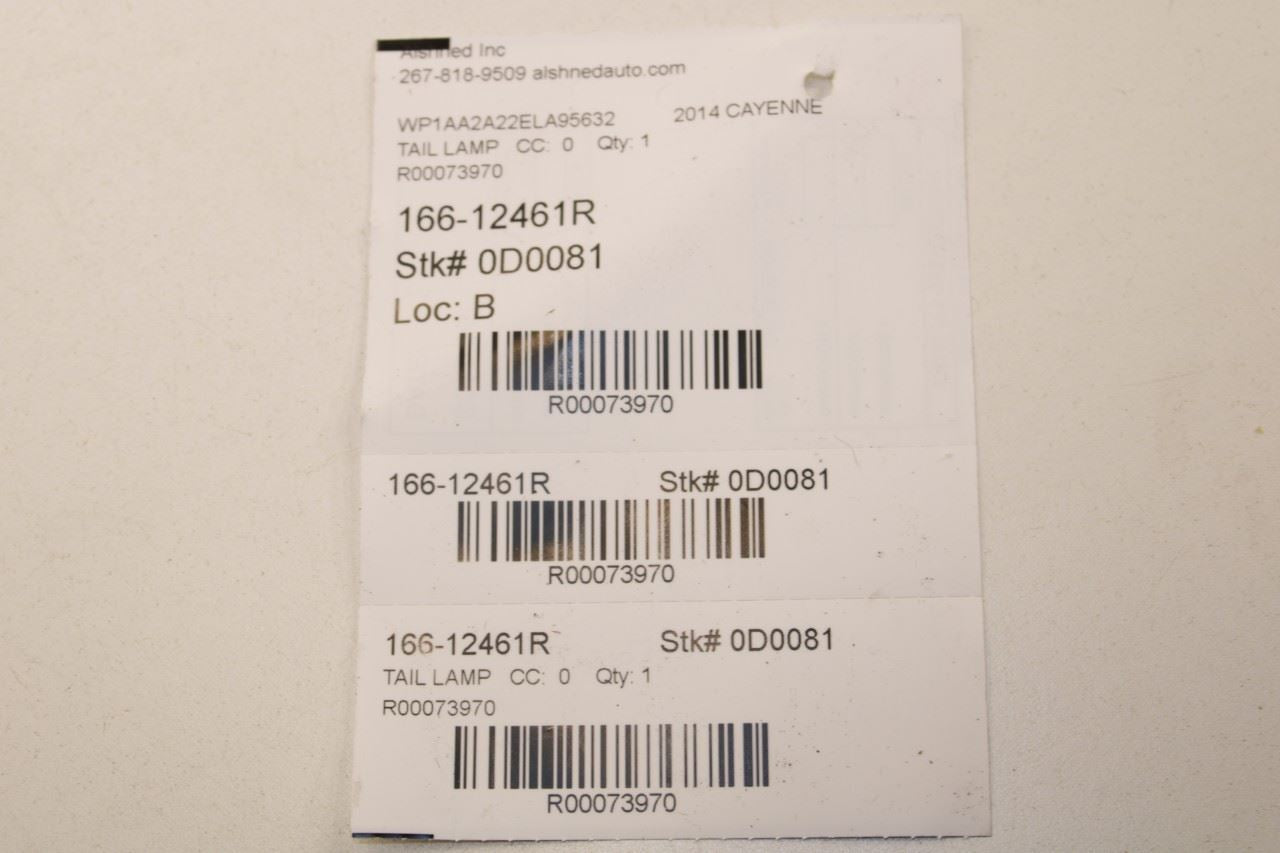 Alshned Inc
267-818-9509 alshnedauto.com
WP1AA2A22ELA95632 2014 CAYENNE
TAIL LAMP CC: 0 Qty: 1
R00073970
166-12461R
Stk# 0D0081
Loc: B
R00073970
166-12461R Stk# 0D0081
R00073970
166-12461R Stk# 0D0081
TAIL LAMP CC: 0 Qty: 1
R00073970
R00073970